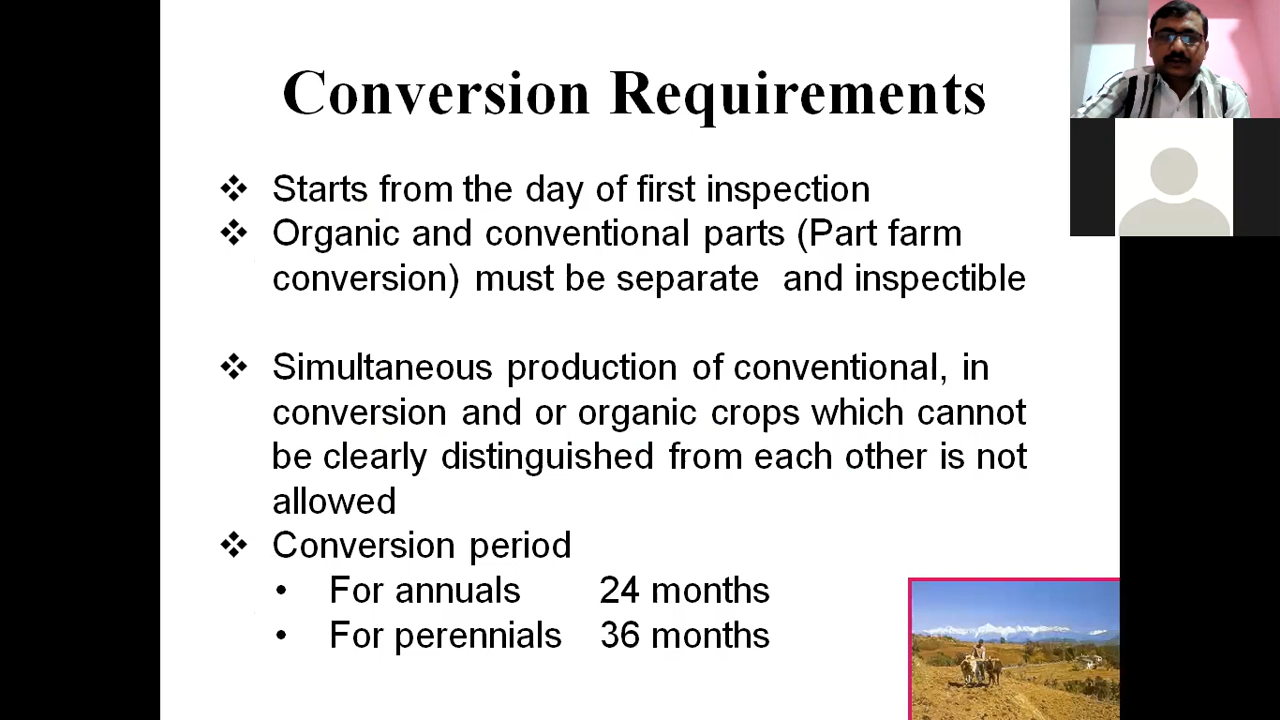 Conversion Requirements
❖ Starts from the day of first inspection
❖ Organic and conventional parts (Part farm
conversion) must be separate and inspectible
❖ Simultaneous production of conventional, in
conversion and or organic crops which cannot
be clearly distinguished from each other is not
allowed
❖ Conversion period
• For annuals 24 months
• For perennials 36 months